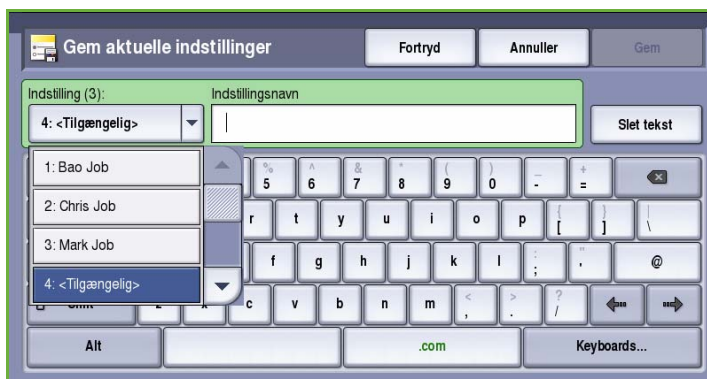 Gem aktuelle indstillinger Fortryd Annuller Gem
Indstilling (3): Indstillingsnavn
4: <Tilgængelig> Slet tekst
1: Bao Job
2: Chris Job
3: Mark Job
4: <Tilgængelig>
% 5 ^ 6 & 7 * 8 ( 9 ) 0 _ - + =
r t y u i o p { [ } ] | \
f g h j k l : ; " ' @
c v b n m < , > . ? /
Alt .com Keyboards...